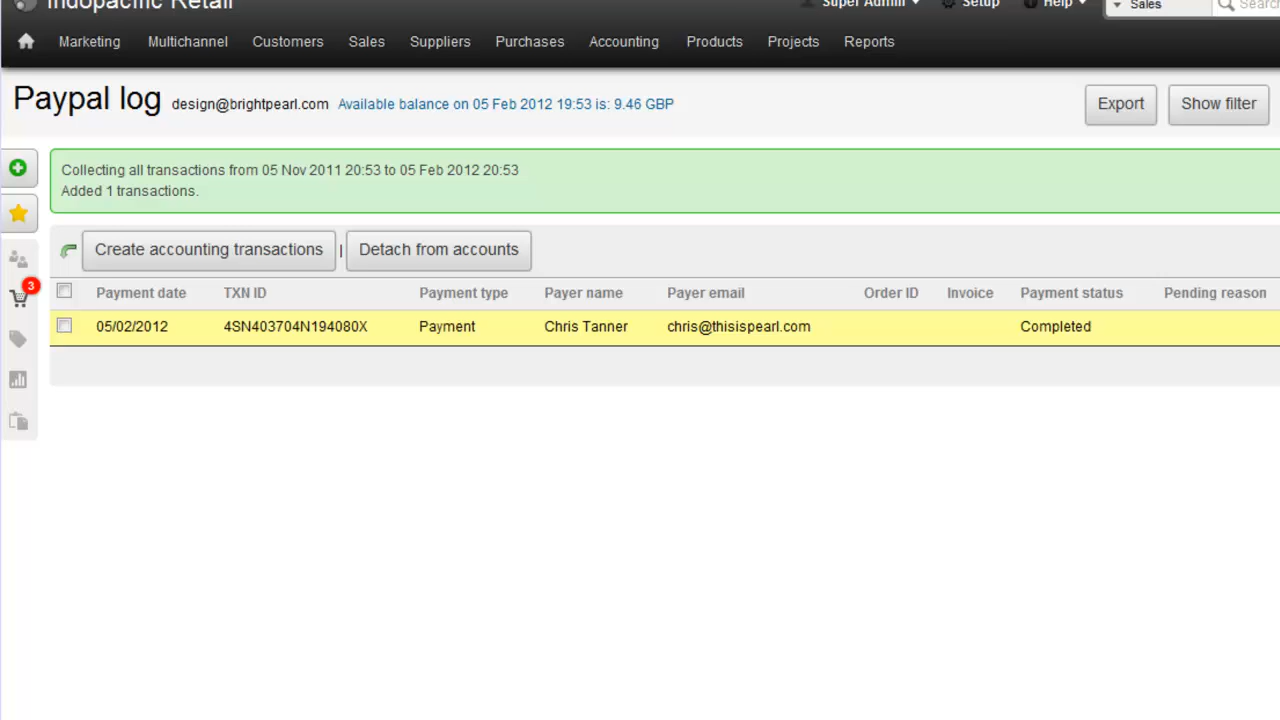 Indopacific Retail
Super Admin Setup Help Sales Search
Marketing Multichannel Customers Sales Suppliers Purchases Accounting Products Projects Reports
Paypal log design@brightpearl.com Available balance on 05 Feb 2012 19:53 is: 9.46 GBP Export Show filter
Collecting all transactions from 05 Nov 2011 20:53 to 05 Feb 2012 20:53
Added 1 transactions.
Create accounting transactions | Detach from accounts
3
Payment date TXN ID Payment type Payer name Payer email Order ID Invoice Payment status Pending reason
05/02/2012 4SN403704N194080X Payment Chris Tanner chris@thisispearl.com Completed